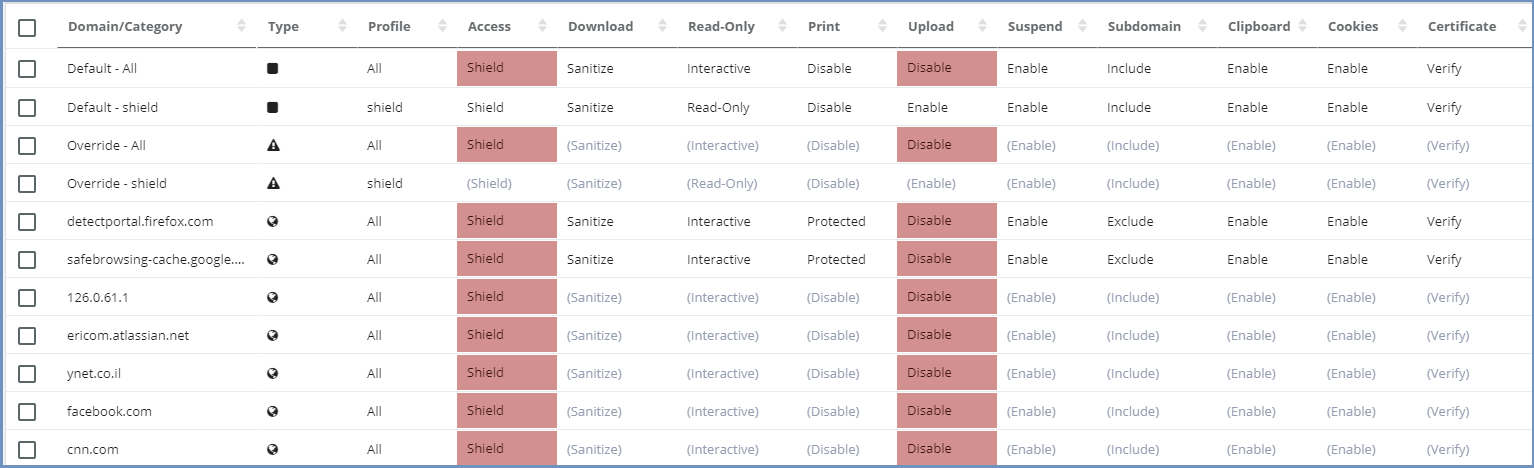 Domain/Category Type Profile Access Download Read-Only Print Upload Suspend Subdomain Clipboard Cookies Certificate
Default - All All Shield Sanitize Interactive Disable Disable Enable Include Enable Enable Verify
Default - shield shield Shield Sanitize Read-Only Disable Enable Enable Include Enable Enable Verify
Override - All All Shield (Sanitize) (Interactive) (Disable) Disable (Enable) (Include) (Enable) (Enable) (Verify)
Override - shield shield (Shield) (Sanitize) (Read-Only) (Disable) (Enable) (Enable) (Include) (Enable) (Enable) (Verify)
detectportal.firefox.com All Shield Sanitize Interactive Protected Disable Enable Exclude Enable Enable Verify
safebrowsing-cache.google.... All Shield Sanitize Interactive Protected Disable Enable Exclude Enable Enable Verify
126.0.61.1 All Shield (Sanitize) (Interactive) (Disable) Disable (Enable) (Include) (Enable) (Enable) (Verify)
ericom.atlassian.net All Shield (Sanitize) (Interactive) (Disable) Disable (Enable) (Include) (Enable) (Enable) (Verify)
ynet.co.il All Shield (Sanitize) (Interactive) (Disable) Disable (Enable) (Include) (Enable) (Enable) (Verify)
facebook.com All Shield (Sanitize) (Interactive) (Disable) Disable (Enable) (Include) (Enable) (Enable) (Verify)
cnn.com All Shield (Sanitize) (Interactive) (Disable) Disable (Enable) (Include) (Enable) (Enable) (Verify)